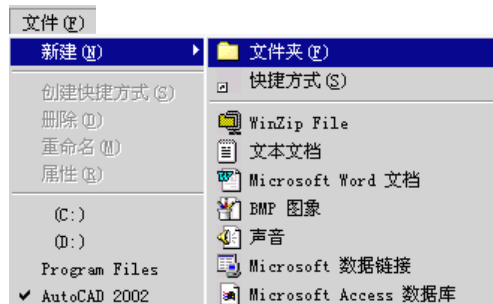 文件(F)
新建(N)
创建快捷方式(S)
删除(D)
重命名(M)
属性(R)
(C:)
(D:)
Program Files
AutoCAD 2002
文件夹(F)
快捷方式(S)
WinZip File
文本文档
Microsoft Word 文档
BMP 图象
声音
Microsoft 数据链接
Microsoft Access 数据库